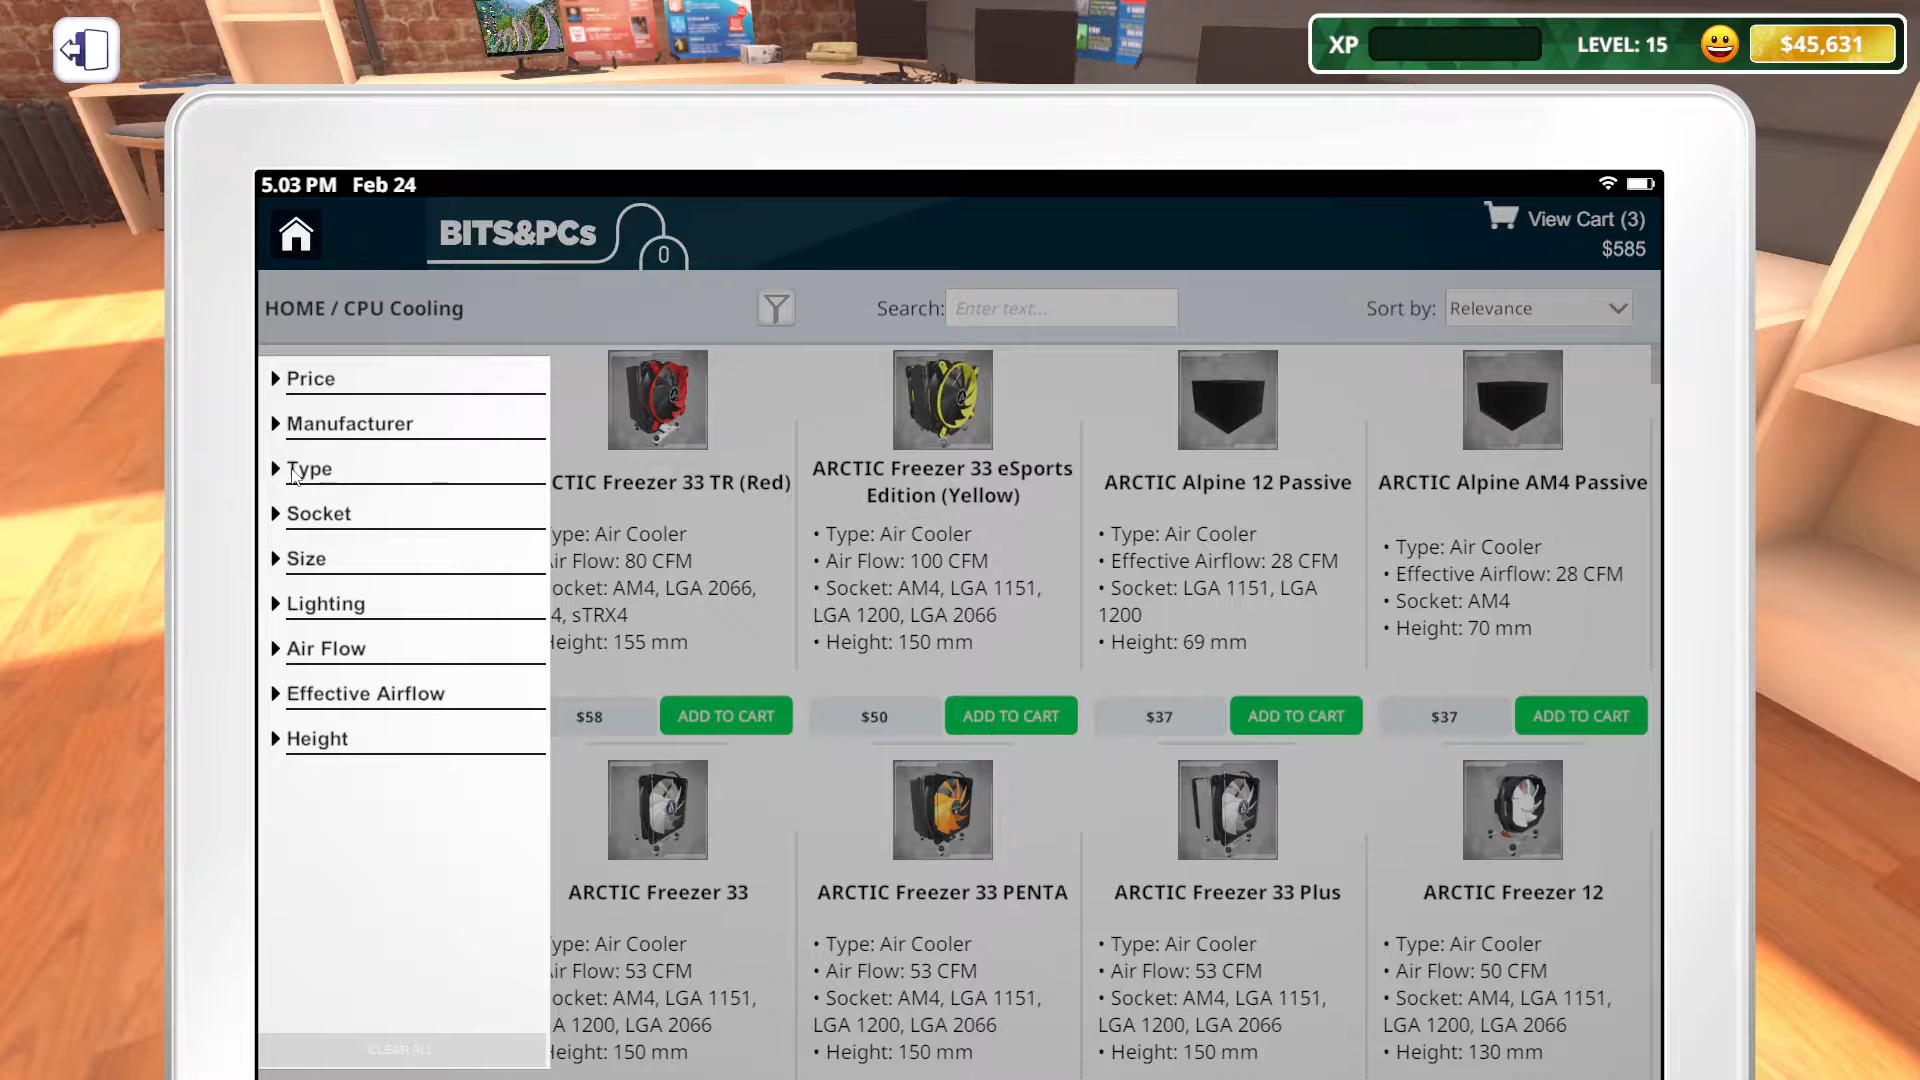 XP LEVEL: 15 $45,631
5.03 PM Feb 24
BITS&PCs
View Cart (3)
$585
HOME / CPU Cooling
Search: Enter text...
Sort by: Relevance
Price
Manufacturer
Type
Socket
Size
Lighting
Air Flow
Effective Airflow
Height
CLEAR ALL
CTIC Freezer 33 TR (Red)
ype: Air Cooler
ir Flow: 80 CFM
ocket: AM4, LGA 2066,
4, sTRX4
Height: 155 mm
$58 ADD TO CART
ARCTIC Freezer 33 eSports
Edition (Yellow)
• Type: Air Cooler
• Air Flow: 100 CFM
• Socket: AM4, LGA 1151,
LGA 1200, LGA 2066
• Height: 150 mm
$50 ADD TO CART
ARCTIC Alpine 12 Passive
• Type: Air Cooler
• Effective Airflow: 28 CFM
• Socket: LGA 1151, LGA
1200
• Height: 69 mm
$37 ADD TO CART
ARCTIC Alpine AM4 Passive
• Type: Air Cooler
• Effective Airflow: 28 CFM
• Socket: AM4
• Height: 70 mm
$37 ADD TO CART
ARCTIC Freezer 33
ype: Air Cooler
ir Flow: 53 CFM
ocket: AM4, LGA 1151,
A 1200, LGA 2066
Height: 150 mm
ARCTIC Freezer 33 PENTA
• Type: Air Cooler
• Air Flow: 53 CFM
• Socket: AM4, LGA 1151,
LGA 1200, LGA 2066
• Height: 150 mm
ARCTIC Freezer 33 Plus
• Type: Air Cooler
• Air Flow: 53 CFM
• Socket: AM4, LGA 1151,
LGA 1200, LGA 2066
• Height: 150 mm
ARCTIC Freezer 12
• Type: Air Cooler
• Air Flow: 50 CFM
• Socket: AM4, LGA 1151,
LGA 1200, LGA 2066
• Height: 130 mm